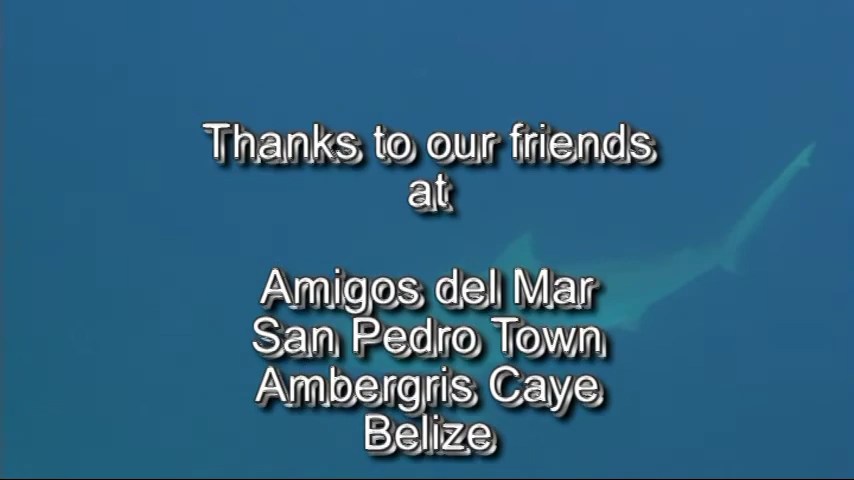 Thanks to our friends
at
Amigos del Mar
San Pedro Town
Ambergris Caye
Belize